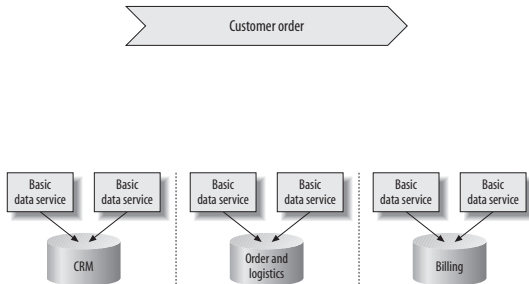 Customer order
Basic
data service
Basic
data service
Basic
data service
Basic
data service
Basic
data service
Basic
data service
CRM
Order and
logistics
Billing